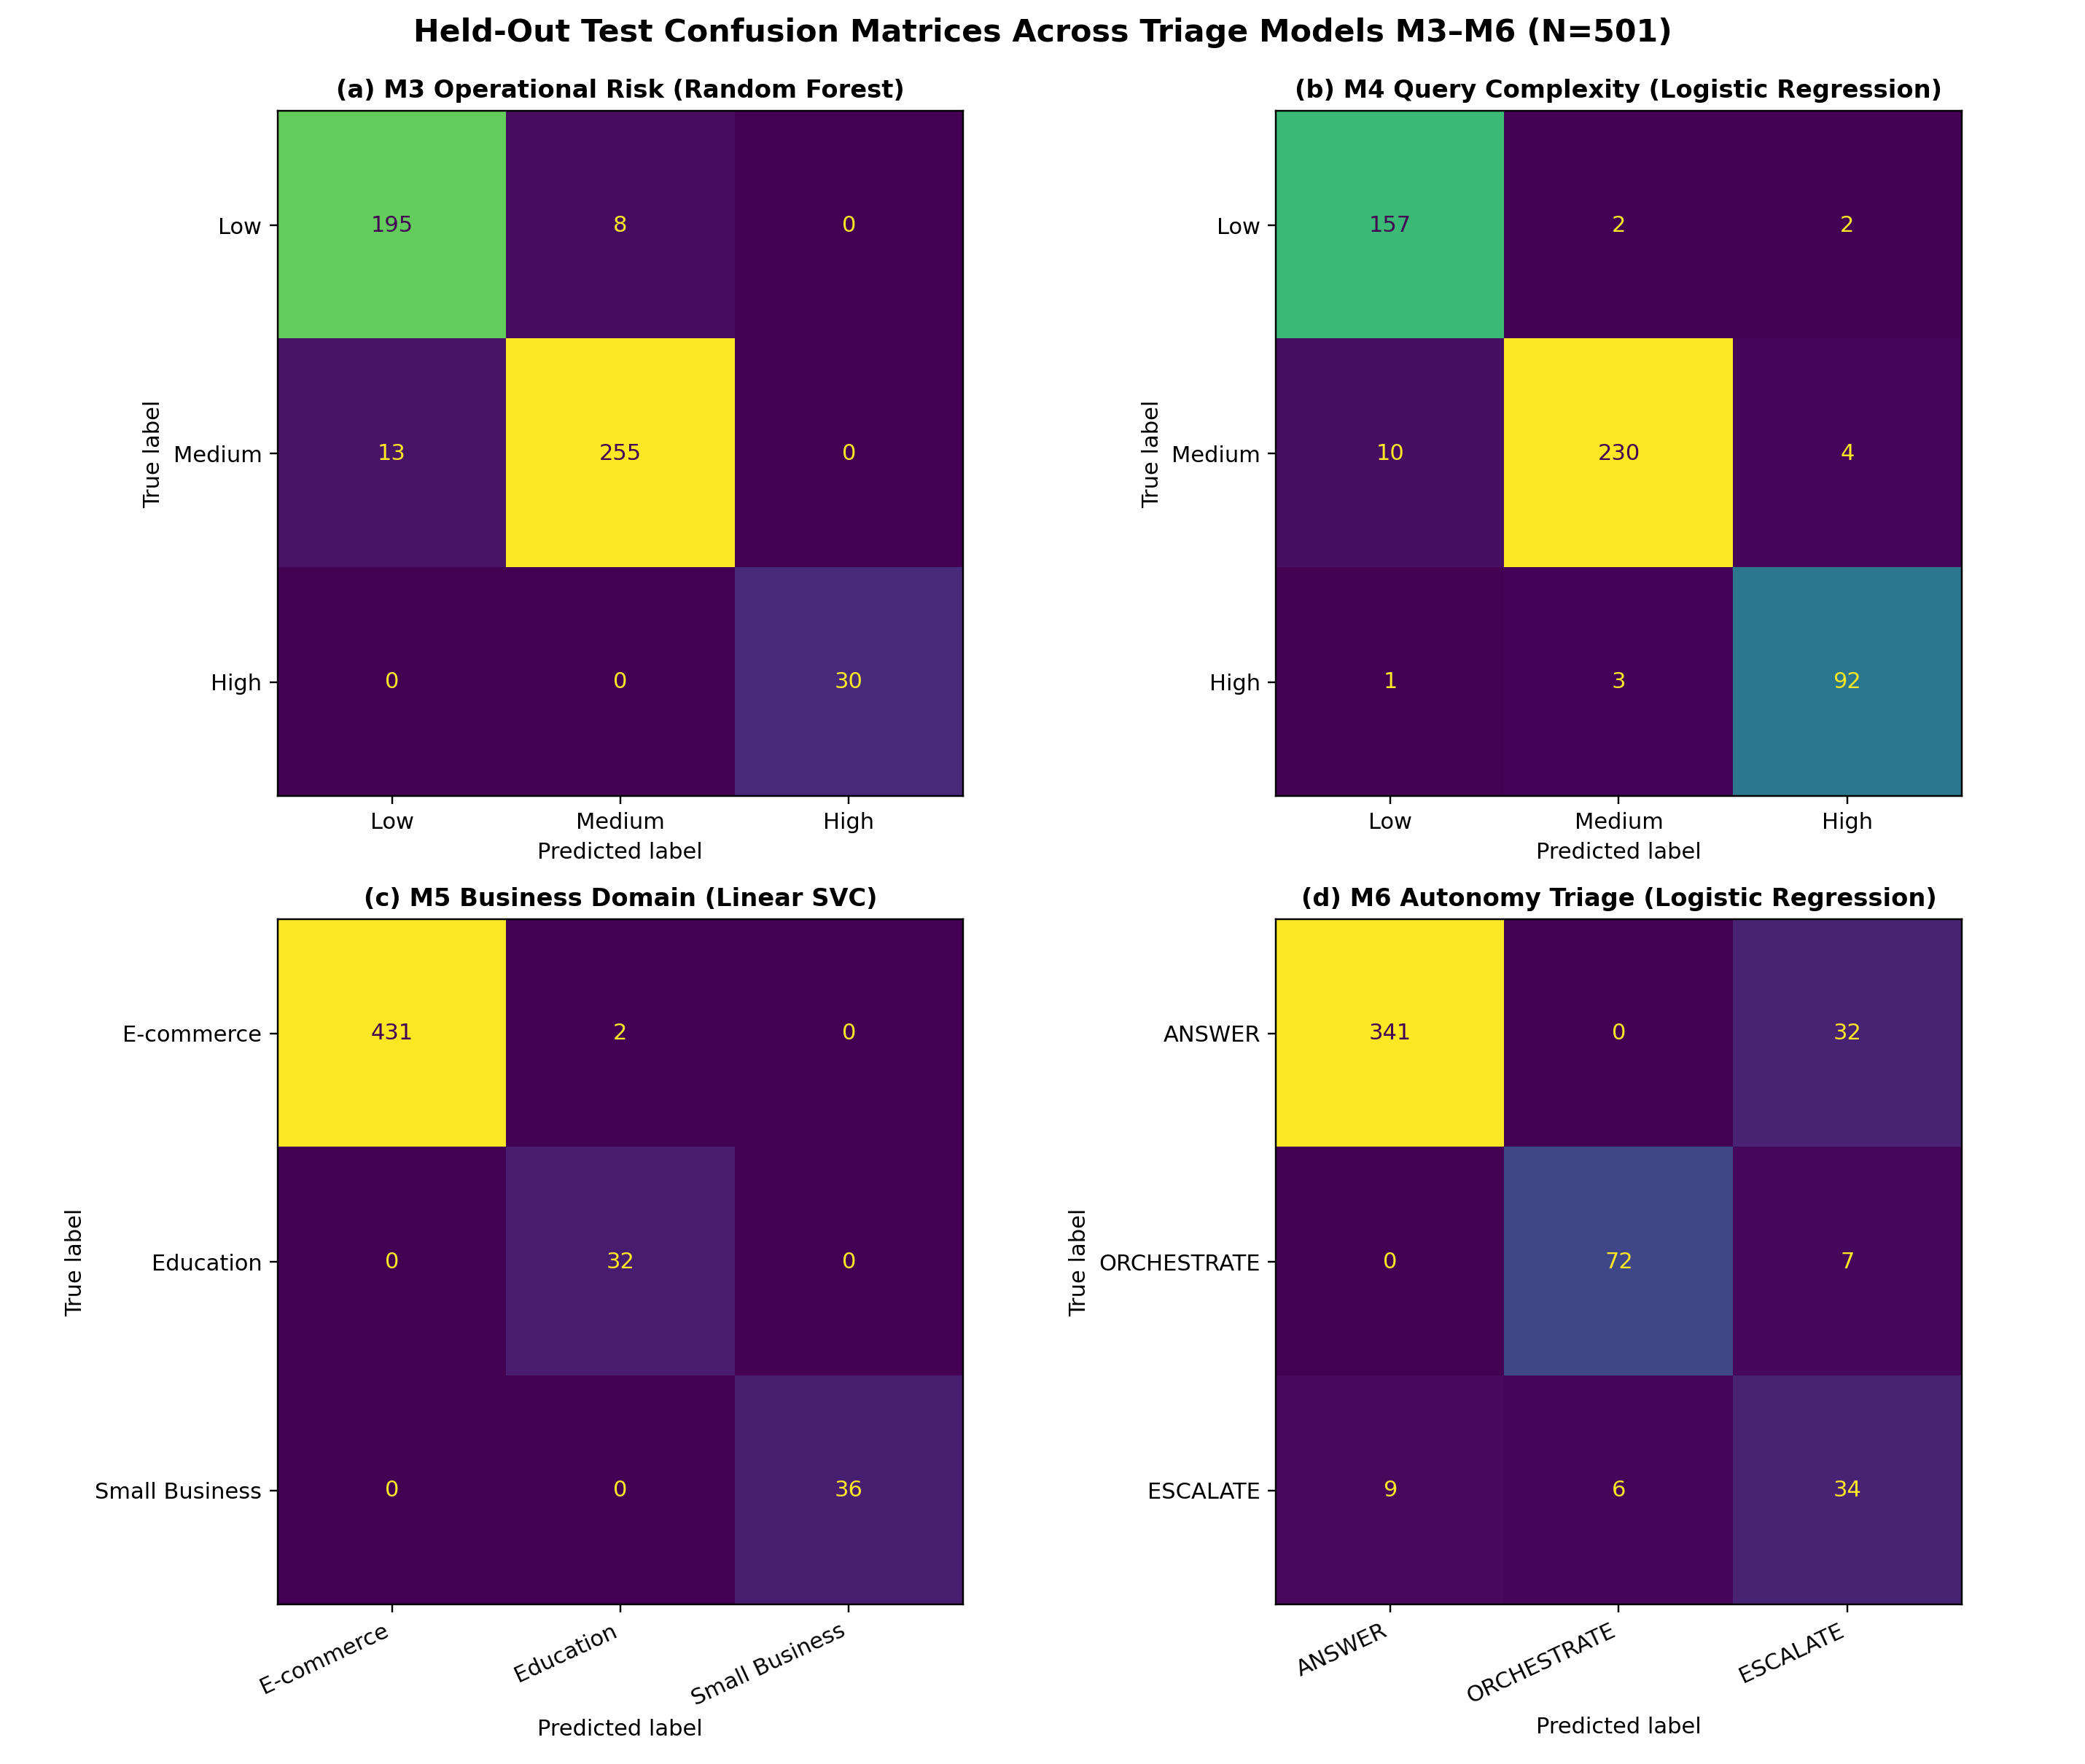 Held-Out Test Confusion Matrices Across Triage Models M3–M6 (N=501)
(a) M3 Operational Risk (Random Forest)
True label
Low
195
8
0
Medium
13
255
0
High
0
0
30
Low
Medium
High
Predicted label
(b) M4 Query Complexity (Logistic Regression)
True label
Low
157
2
2
Medium
10
230
4
High
1
3
92
Low
Medium
High
Predicted label
(c) M5 Business Domain (Linear SVC)
True label
E-commerce
431
2
0
Education
0
32
0
Small Business
0
0
36
E-commerce
Education
Small Business
Predicted label
(d) M6 Autonomy Triage (Logistic Regression)
True label
ANSWER
341
0
32
ORCHESTRATE
0
72
7
ESCALATE
9
6
34
ANSWER
ORCHESTRATE
ESCALATE
Predicted label